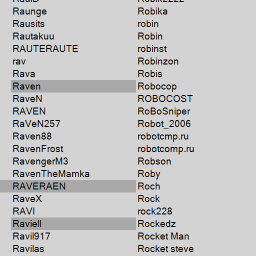 Raunge
Rausits
Rautakuu
RAUTERAUTE
rav
Rava
Raven
RaveN
RAVEN
RaVeN257
Raven88
RavenFrost
RavengerM3
RavenTheMamka
RAVERAEN
RaveX
RAVI
Raviell
Ravil917
Ravilas
Robika
robin
Robin
robinst
Robinzon
Robis
Robocop
ROBOCOST
RoBoSniper
Robot_2006
robotcmp.ru
robotcomp.ru
Robson
Roby
Roch
Rock
rock228
Rockedz
Rocket Man
Rocket steve